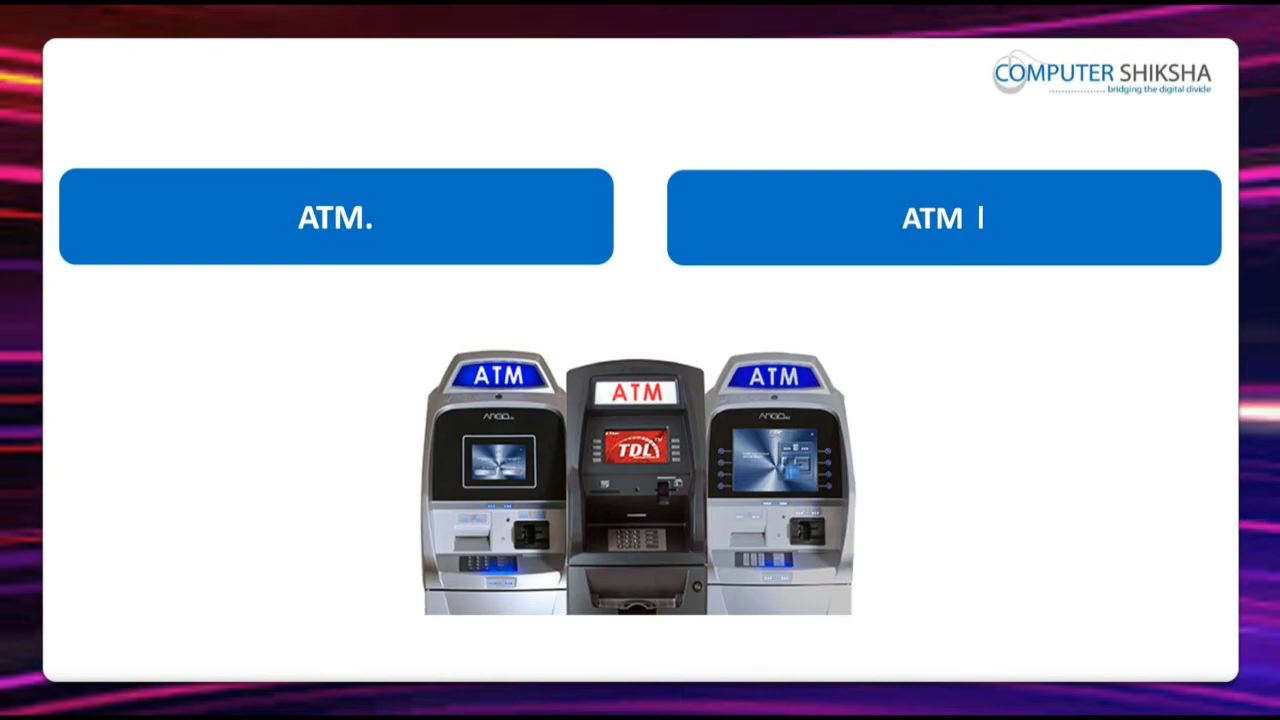 COMPUTER SHIKSHA
bridging the digital divide
ATM.
ATM ।
ATM
ATM
ATM
TDL